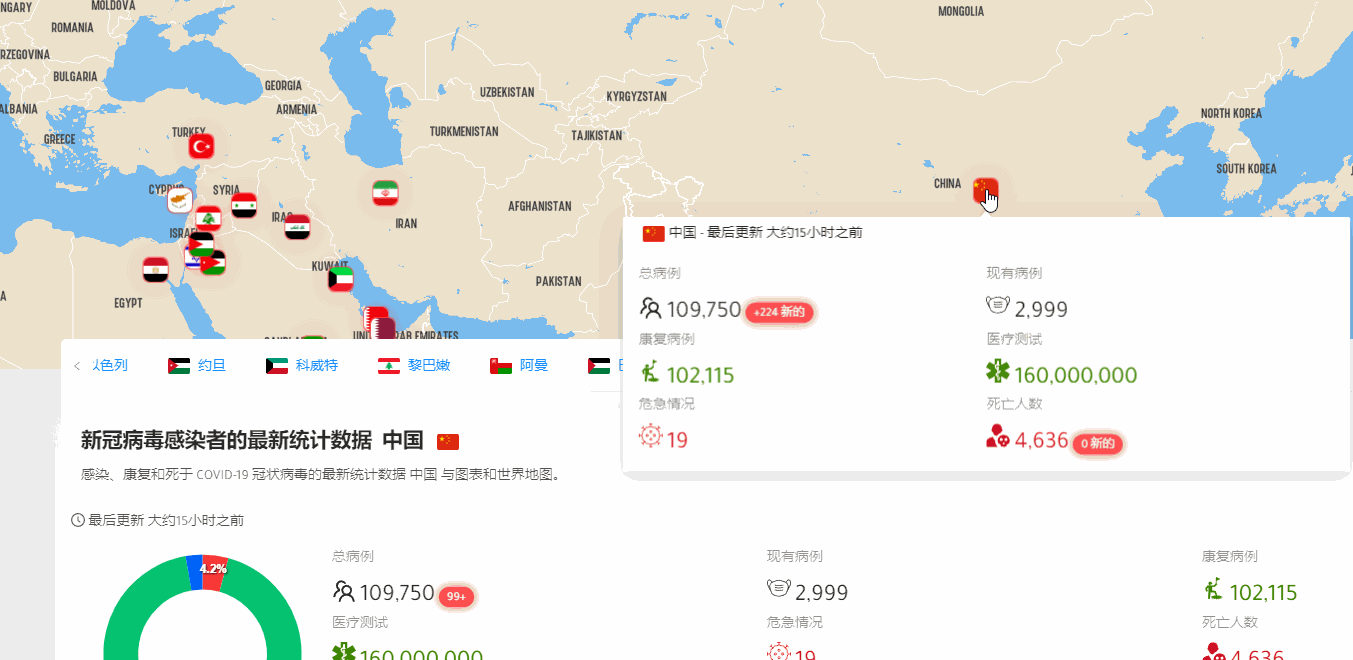 NGARY
MOLDOVA
MONGOLIA
ROMANIA
RZEGOVINA
BULGARIA
GEORGIA
UZBEKISTAN
KYRGYZSTAN
ALBANIA
ARMENIA
NORTH KOREA
GREECE
TURKEY
TURKMENISTAN
TAJIKISTAN
SOUTH KOREA
CYPRUS
SYRIA
CHINA
AFGHANISTAN
IRAQ
IRAN
ISRAEL
KUWAIT
PAKISTAN
A
EGYPT
中国 - 最后更新 大约15小时之前
总病例
现有病例
109,750 +224 新的
2,999
康复病例
医疗测试
102,115
160,000,000
危急情况
死亡人数
19
4,636 0 新的
ARAB EMIRATES
以色列 约旦 科威特 黎巴嫩 阿曼
新冠病毒感染者的最新统计数据 中国
感染、康复和死于 COVID-19 冠状病毒的最新统计数据 中国 与图表和世界地图。
最后更新 大约15小时之前
4.2%
总病例
现有病例
康复病例
109,750 99+
2,999
102,115
医疗测试
危急情况
死亡人数
160,000,000
19
4,636